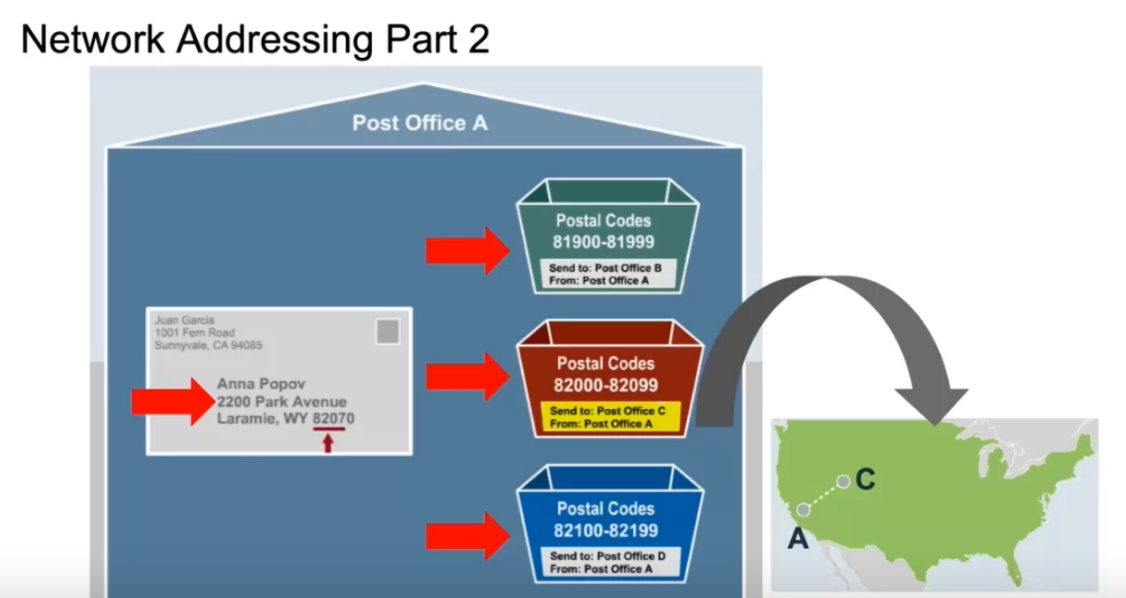 Network Addressing Part 2
Post Office A
Juan Garcia
1001 Fern Road
Sunnyvale, CA 94085
Anna Popov
2200 Park Avenue
Laramie, WY 82070
Postal Codes
81900-81999
Send to: Post Office B
From: Post Office A
Postal Codes
82000-82099
Send to: Post Office C
From: Post Office A
Postal Codes
82100-82199
Send to: Post Office D
From: Post Office A
C
A